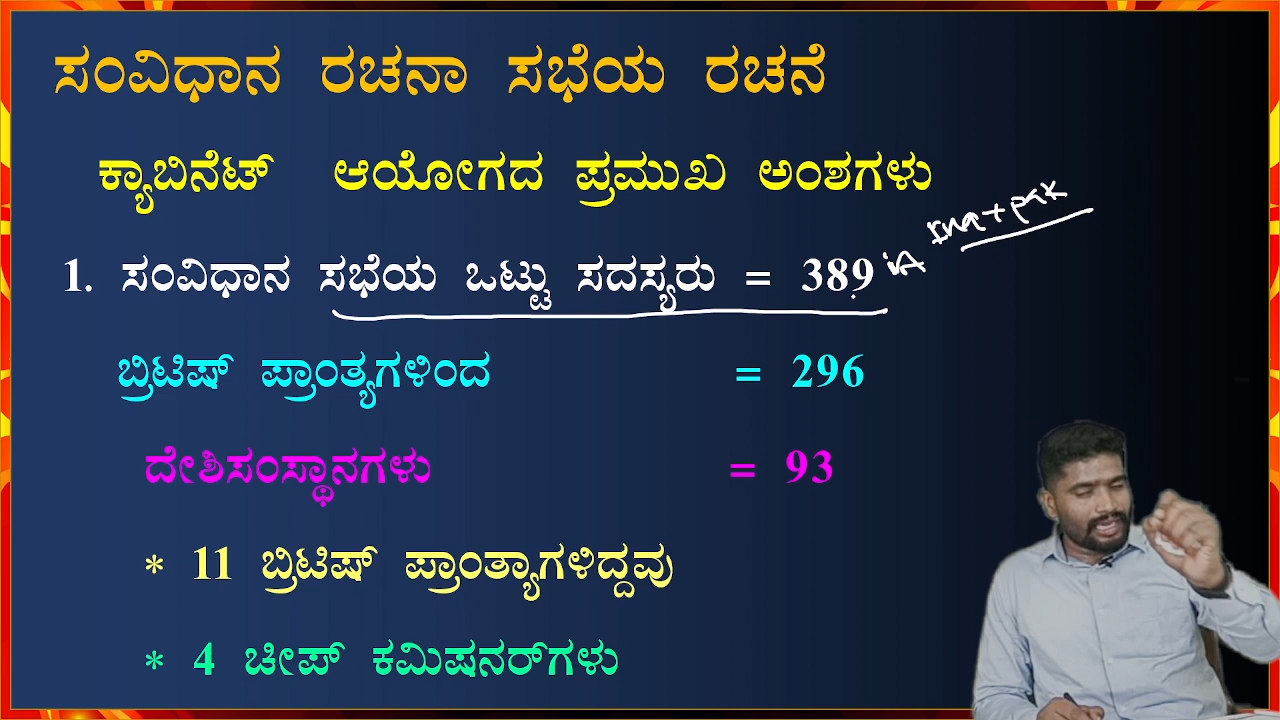 ಸಂವಿಧಾನ ರಚನಾ ಸಭೆಯ ರಚನೆ
ಕ್ಯಾಬಿನೆಟ್ ಆಯೋಗದ ಪ್ರಮುಖ ಅಂಶಗಳು
1. ಸಂವಿಧಾನ ಸಭೆಯ ಒಟ್ಟು ಸದಸ್ಯರು = 389
ಬ್ರಿಟಿಷ್ ಪ್ರಾಂತ್ಯಗಳಿಂದ = 296
ದೇಶಿಸಂಸ್ಥಾನಗಳು = 93
* 11 ಬ್ರಿಟಿಷ್ ಪ್ರಾಂತ್ಯಾಗಳಿದ್ದವು
* 4 ಚೀಪ್ ಕಮಿಷನರ್‌ಗಳು